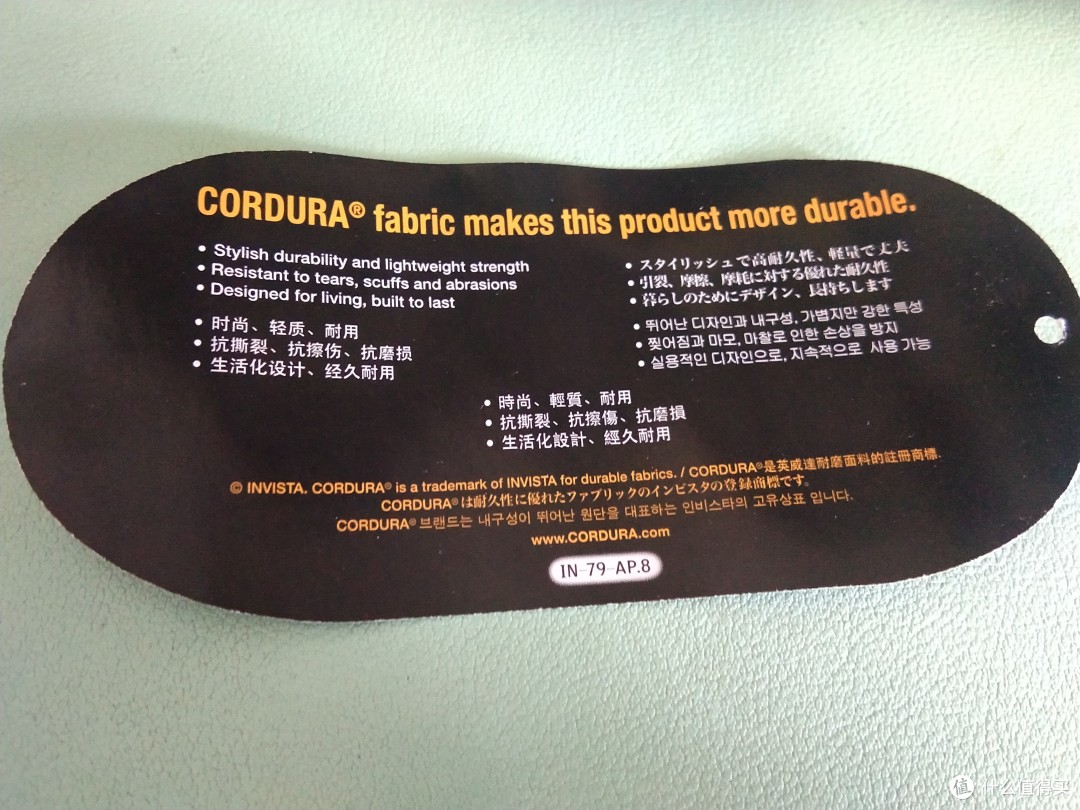 CORDURA® fabric makes this product more durable.
• Stylish durability and lightweight strength
• Resistant to tears, scuffs and abrasions
• Designed for living, built to last
• 时尚、轻质、耐用
• 抗撕裂、抗擦伤、抗磨损
• 生活化设计、经久耐用
• スタイリッシュで高耐久性、軽量で丈夫
• 引裂、摩擦、摩耗に対する優れた耐久性
• 暮らしのためにデザイン、長持ちします
• 뛰어난 디자인과 내구성, 가볍지만 강한 특성
• 찢어짐과 마모, 마찰로 인한 손상을 방지
• 실용적인 디자인으로, 지속적으로 사용 가능
• 時尚、輕質、耐用
• 抗撕裂、抗擦傷、抗磨損
• 生活化設計、經久耐用
© INVISTA. CORDURA® is a trademark of INVISTA for durable fabrics. / CORDURA®是英威達耐磨面料的註冊商標.
CORDURA®は耐久性に優れたファブリックのインビスタの登録商標です。
CORDURA® 브랜드는 내구성이 뛰어난 원단을 대표하는 인비스타의 고유상표 입니다.
www.CORDURA.com
IN-79-AP.8
值 什么值得买